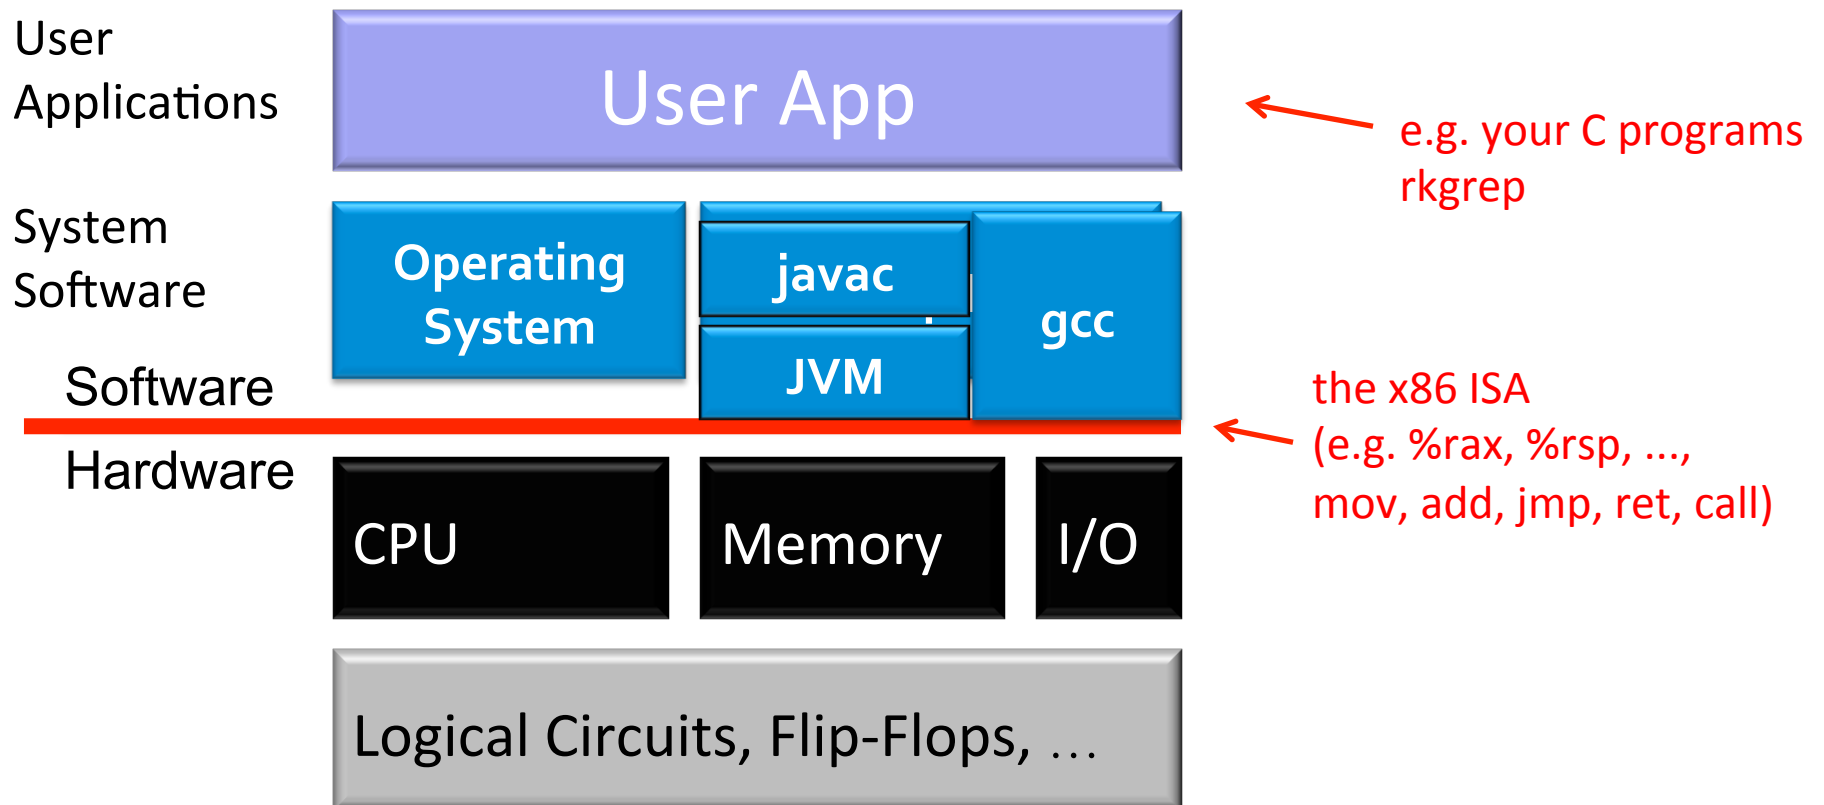 User
Applications
User App
e.g. your C programs
rkgrep
System
Software
Operating
System
javac
JVM
gcc
Software
the x86 ISA
(e.g. %rax, %rsp, ...,
mov, add, jmp, ret, call)
Hardware
CPU
Memory
I/O
Logical Circuits, Flip-Flops, …